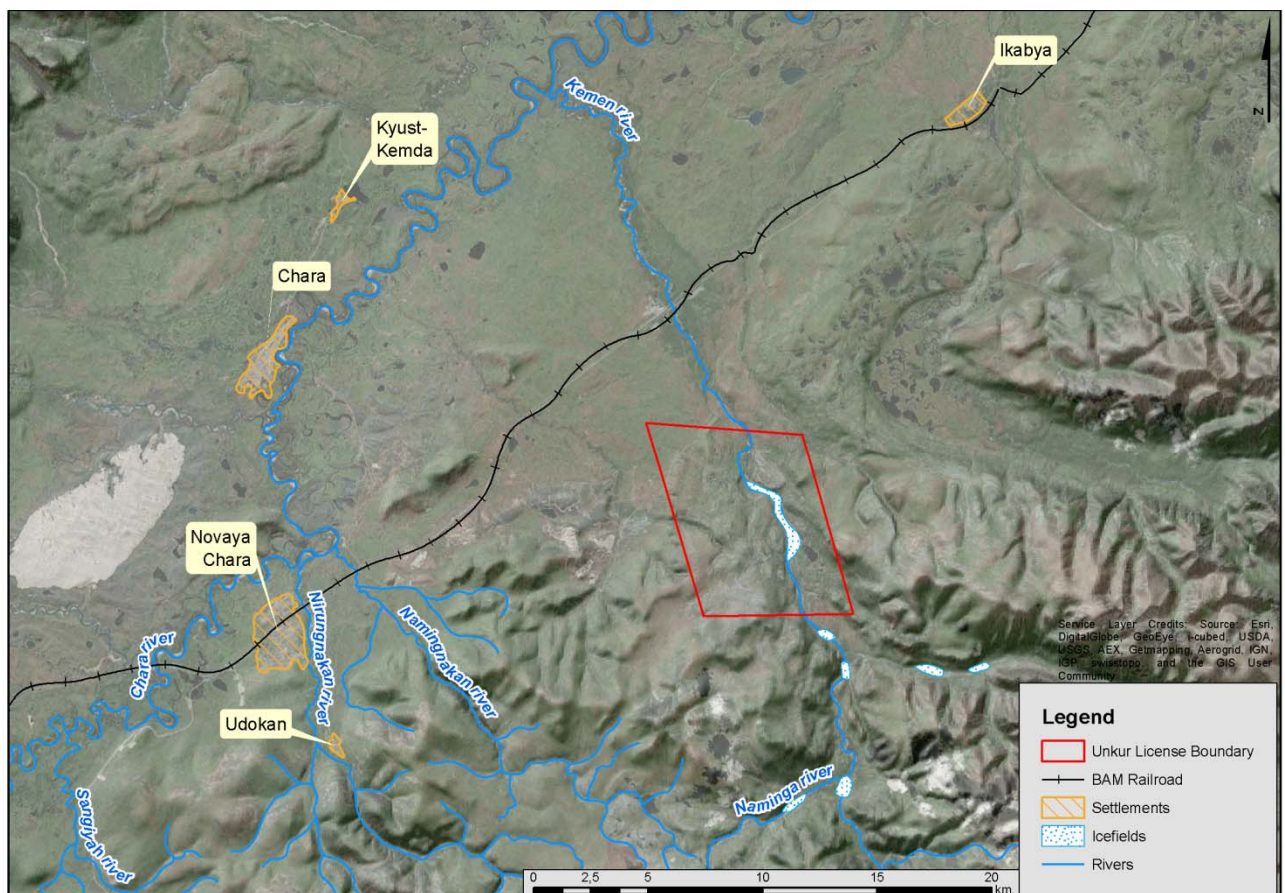 Ikabya
Kemen river
Kyust-
Kemda
Chara
N
Novaya
Chara
Nirungnakan river
Namingnakan river
Chara river
Udokan
Sangiyah river
Naminga river
Service Layer Credits: Source: Esri,
DigitalGlobe, GeoEye, i-cubed, USDA,
USGS, AEX, Getmapping, Aerogrid, IGN,
IGP, swisstopo, and the GIS User
Community
Legend
Unkur License Boundary
BAM Railroad
Settlements
Icefields
Rivers
0 2,5 5 10 15 20
km